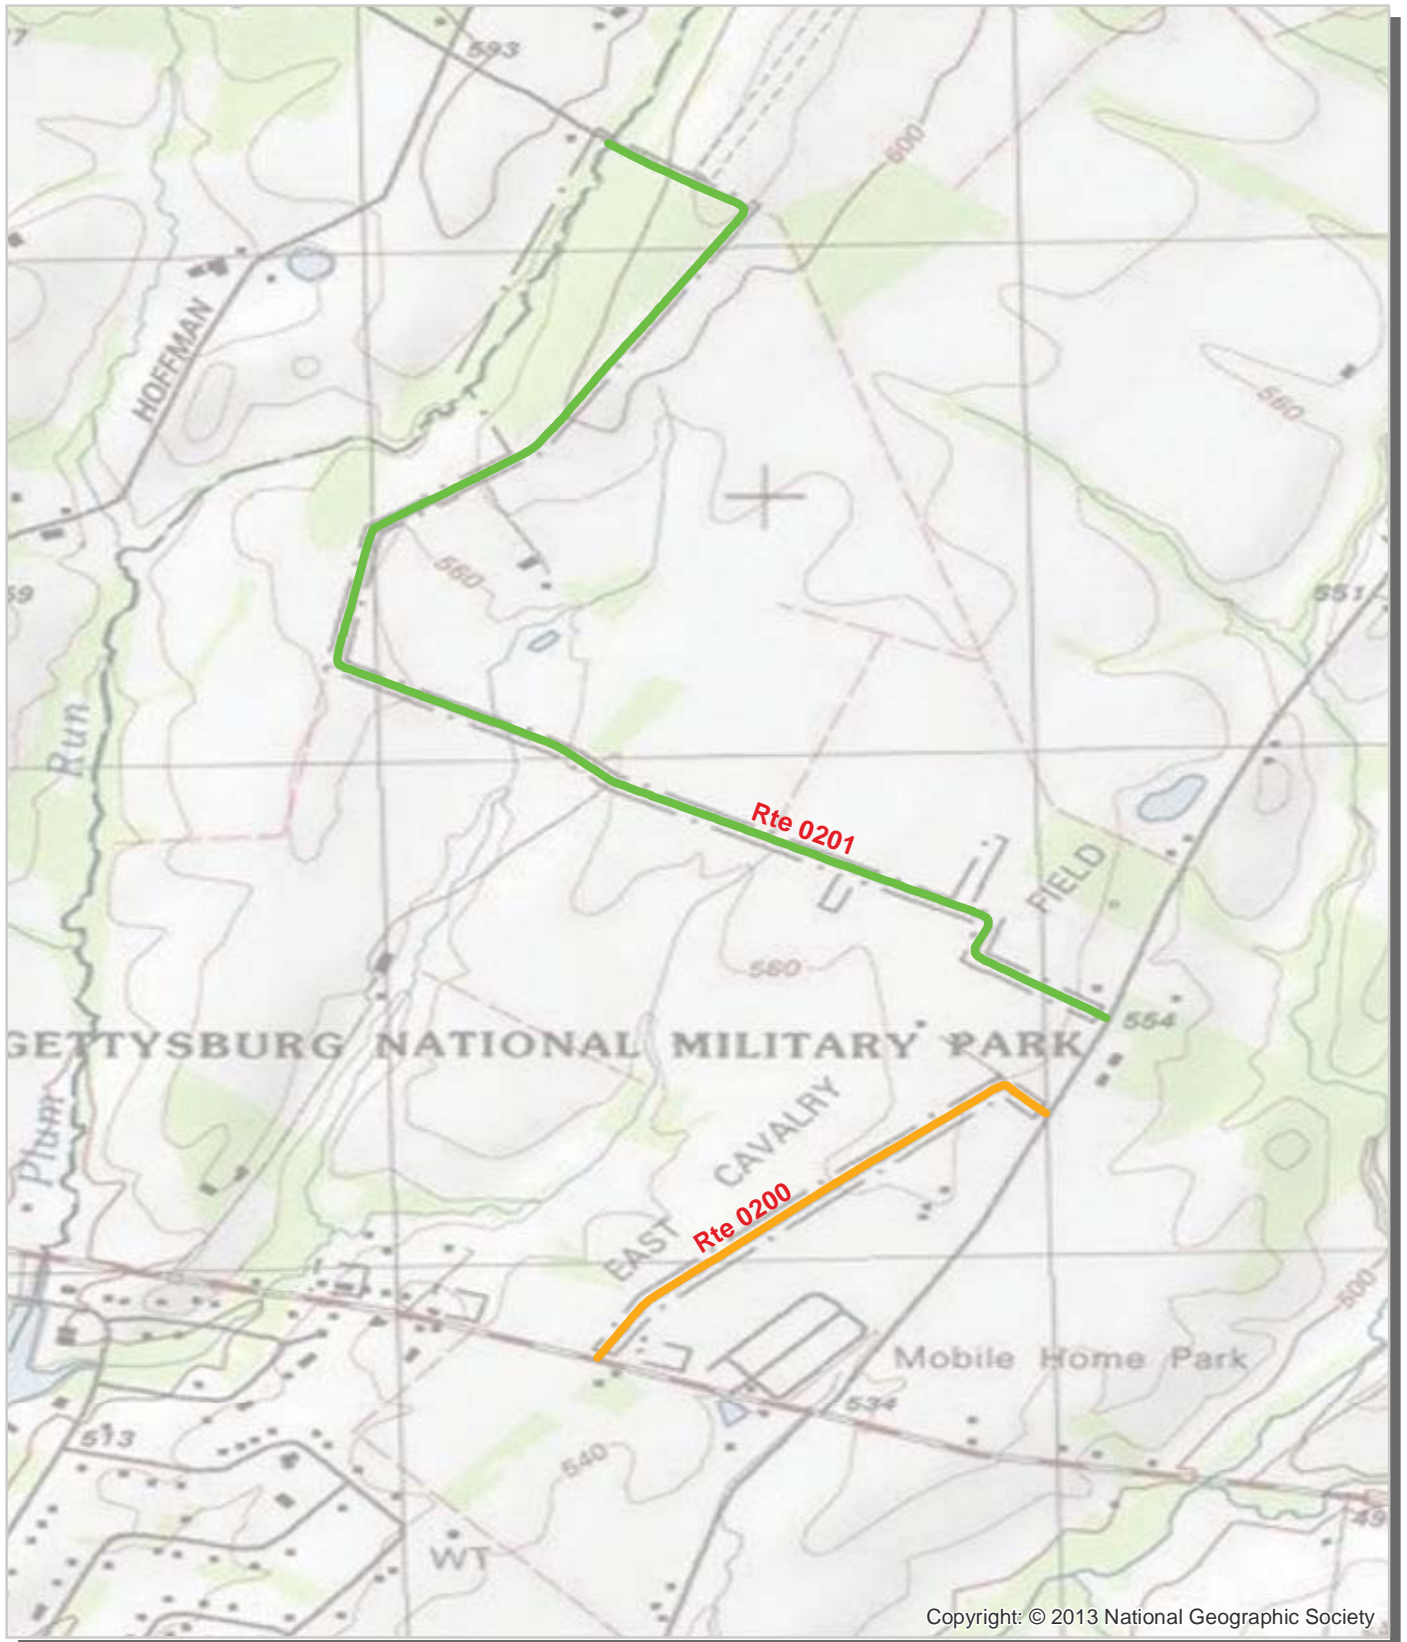 593
600
HOFFMAN
560
551
560
Run
Rte 0201
FIELD
560
554
GETTYSBURG NATIONAL MILITARY PARK
CAVALRY
Plum
Rte 0200
EAST
500
Mobile Home Park
534
513
540
WT
Copyright: © 2013 National Geographic Society